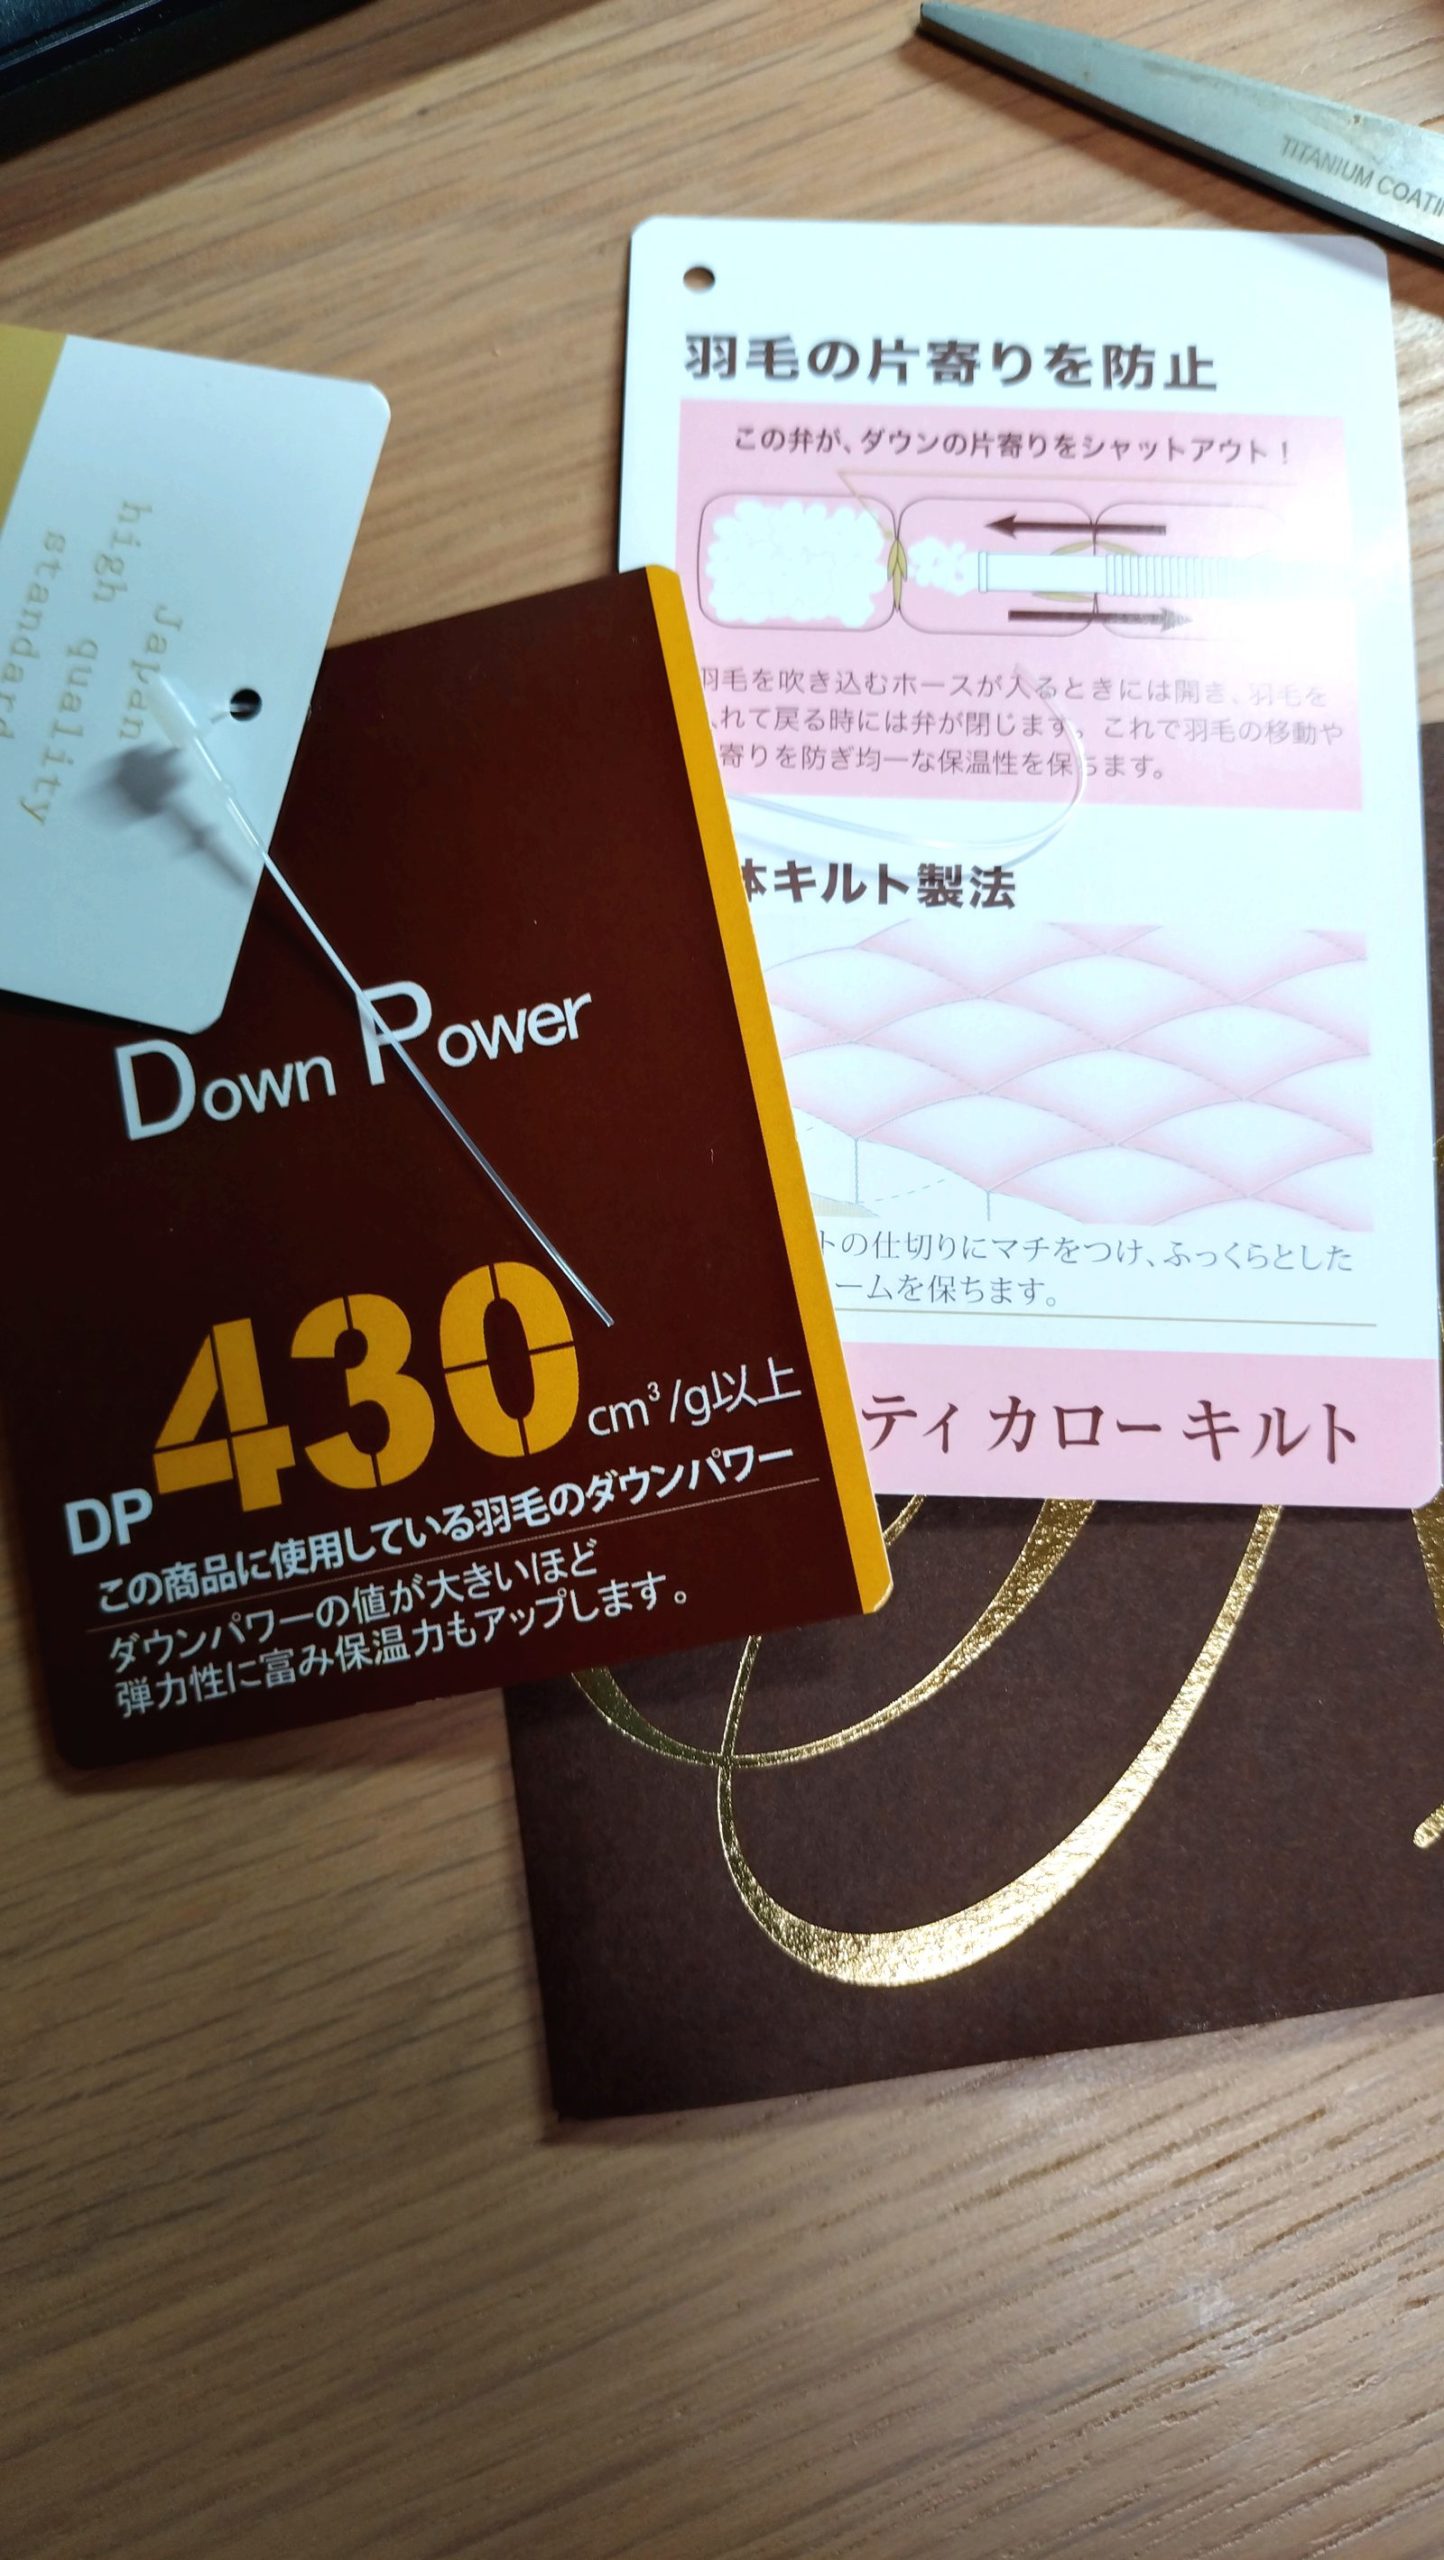 TITANIUM
羽毛の片寄りを防止
この弁が、ダウンの片寄りをシャットアウト！
羽毛を吹き込むホースが入るときには開き、羽毛を
れて戻る時には弁が閉じます。これで羽毛の移動や
寄りを防ぎ均一な保温性を保ちます。
体キルト製法
トの仕切りにマチをつけ、ふっくらとした
ームを保ちます。
ティカローキルト
Japan
high quality
standard
Down Power
DP430cm³/g以上
この商品に使用している羽毛のダウンパワー
ダウンパワーの値が大きいほど
弾力性に富み保温力もアップします。